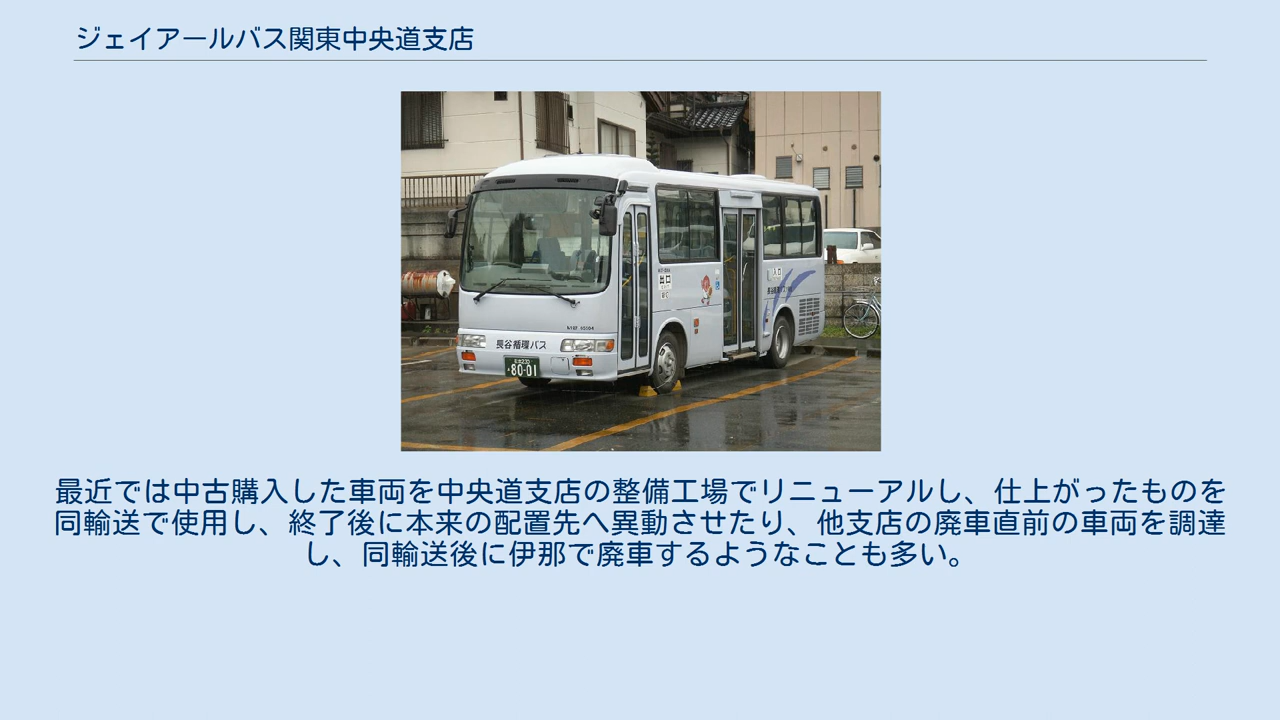 ジェイアールバス関東中央道支店
出口
入口
長谷循環バス
80-01
最近では中古購入した車両を中央道支店の整備工場でリニューアルし、仕上がったものを
同輸送で使用し、終了後に本来の配置先へ異動させたり、他支店の廃車直前の車両を調達
し、同輸送後に伊那で廃車するようなことも多い。